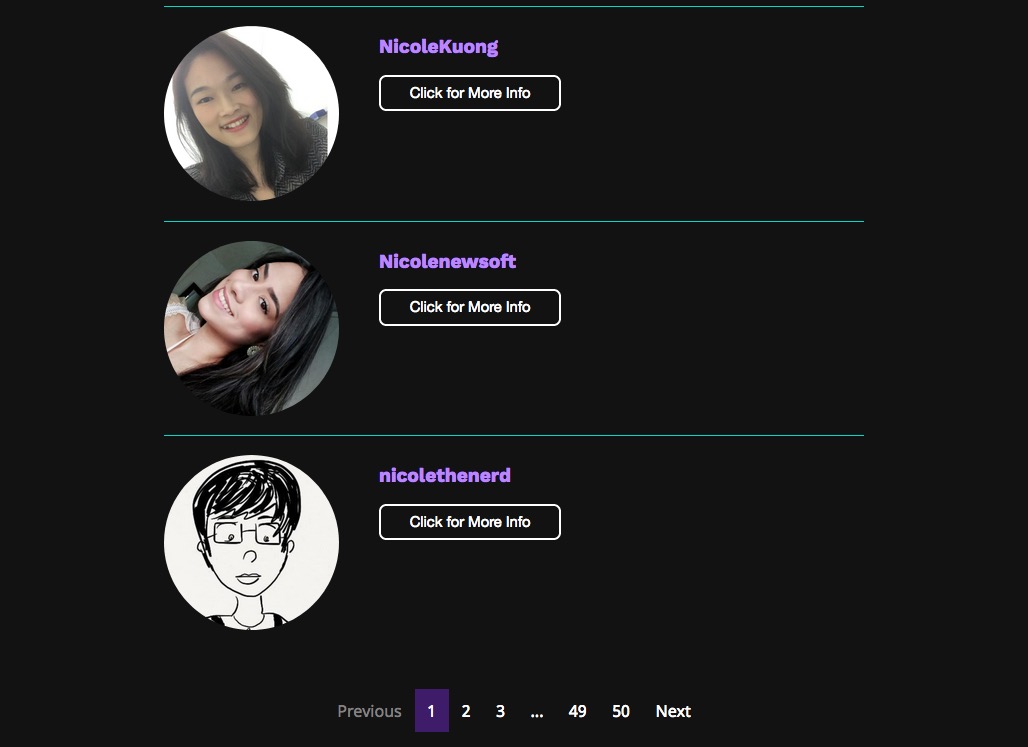 NicoleKuong
Click for More Info
Nicolenewsoft
Click for More Info
nicolethenerd
Click for More Info
Previous 1 2 3 ... 49 50 Next